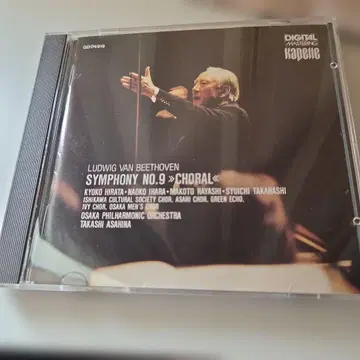 DIGITAL
MASTERING
Kapelle
LUDWIG VAN BEETHOVEN
SYMPHONY NO.9 »CHORAL«
KYOKO HIRATA・NAOKO IHARA・MAKOTO HAYASHI・SYUICHI TAKAHASHI
ISHIKAWA CULTURAL SOCIETY CHOR, ASAHI CHOR, GREEN ECHO,
IVY CHOR, OSAKA MEN'S CHOR
OSAKA PHILHARMONIC ORCHESTRA
TAKASHI ASAHINA